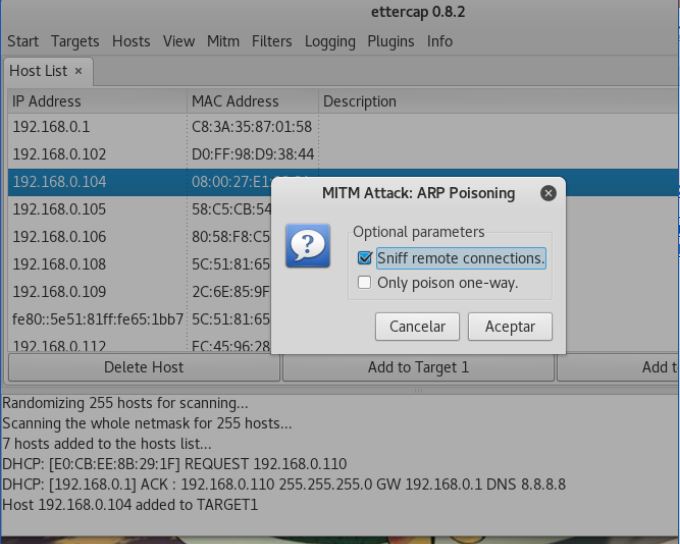 ettercap 0.8.2
Start Targets Hosts View Mitm Filters Logging Plugins Info
Host List ×
IP Address MAC Address Description
192.168.0.1 C8:3A:35:87:01:58
192.168.0.102 D0:FF:98:D9:38:44
192.168.0.104 08:00:27:E1
192.168.0.105 58:C5:CB:54
192.168.0.106 80:58:F8:C5
192.168.0.108 5C:51:81:65
192.168.0.109 2C:6E:85:9F
fe80::5e51:81ff:fe65:1bb7 5C:51:81:65
192.168.0.112 FC:45:96:28
MITM Attack: ARP Poisoning
Optional parameters
Sniff remote connections.
Only poison one-way.
Cancelar Aceptar
Delete Host Add to Target 1 Add t
Randomizing 255 hosts for scanning...
Scanning the whole netmask for 255 hosts...
7 hosts added to the hosts list...
DHCP: [E0:CB:EE:8B:29:1F] REQUEST 192.168.0.110
DHCP: [192.168.0.1] ACK : 192.168.0.110 255.255.255.0 GW 192.168.0.1 DNS 8.8.8.8
Host 192.168.0.104 added to TARGET1